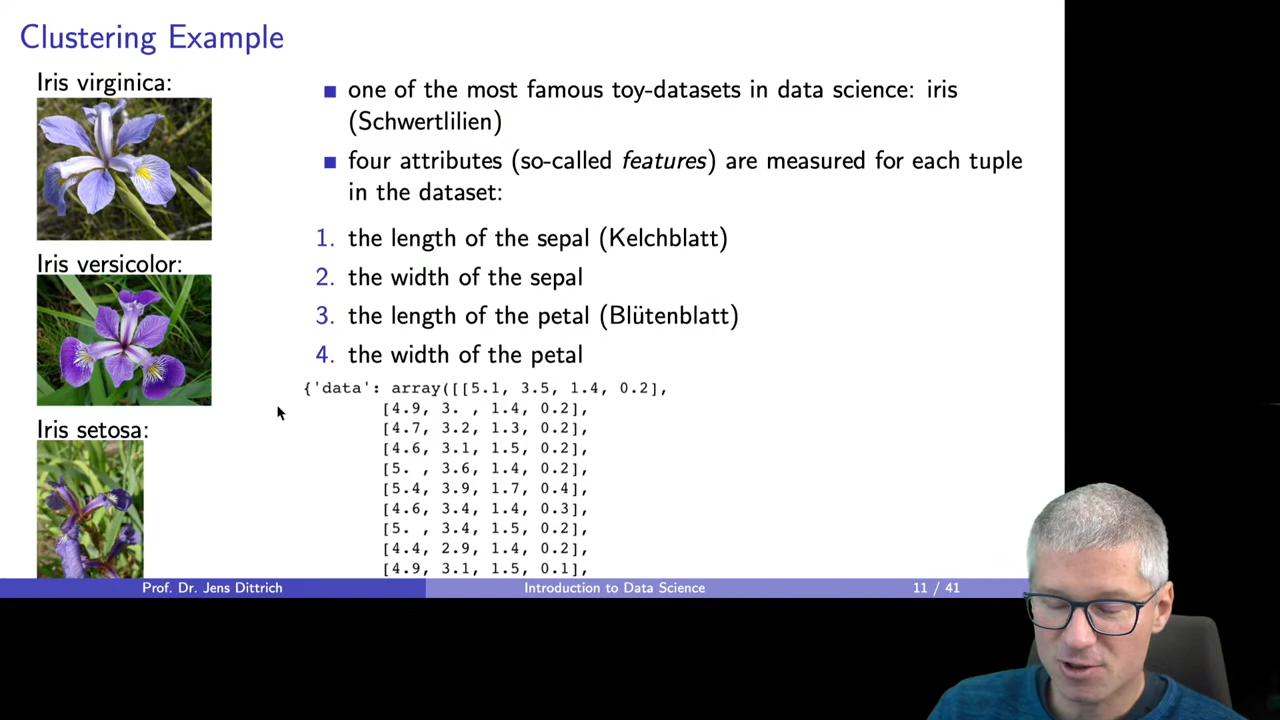 Clustering Example
Iris virginica:
Iris versicolor:
Iris setosa:
one of the most famous toy-datasets in data science: iris
(Schwertlilien)
four attributes (so-called features) are measured for each tuple
in the dataset:
1. the length of the sepal (Kelchblatt)
2. the width of the sepal
3. the length of the petal (Blütenblatt)
4. the width of the petal
{'data': array([[5.1, 3.5, 1.4, 0.2],
[4.9, 3. , 1.4, 0.2],
[4.7, 3.2, 1.3, 0.2],
[4.6, 3.1, 1.5, 0.2],
[5. , 3.6, 1.4, 0.2],
[5.4, 3.9, 1.7, 0.4],
[4.6, 3.4, 1.4, 0.3],
[5. , 3.4, 1.5, 0.2],
[4.4, 2.9, 1.4, 0.2],
[4.9, 3.1, 1.5, 0.1],
Prof. Dr. Jens Dittrich
Introduction to Data Science
11 / 41